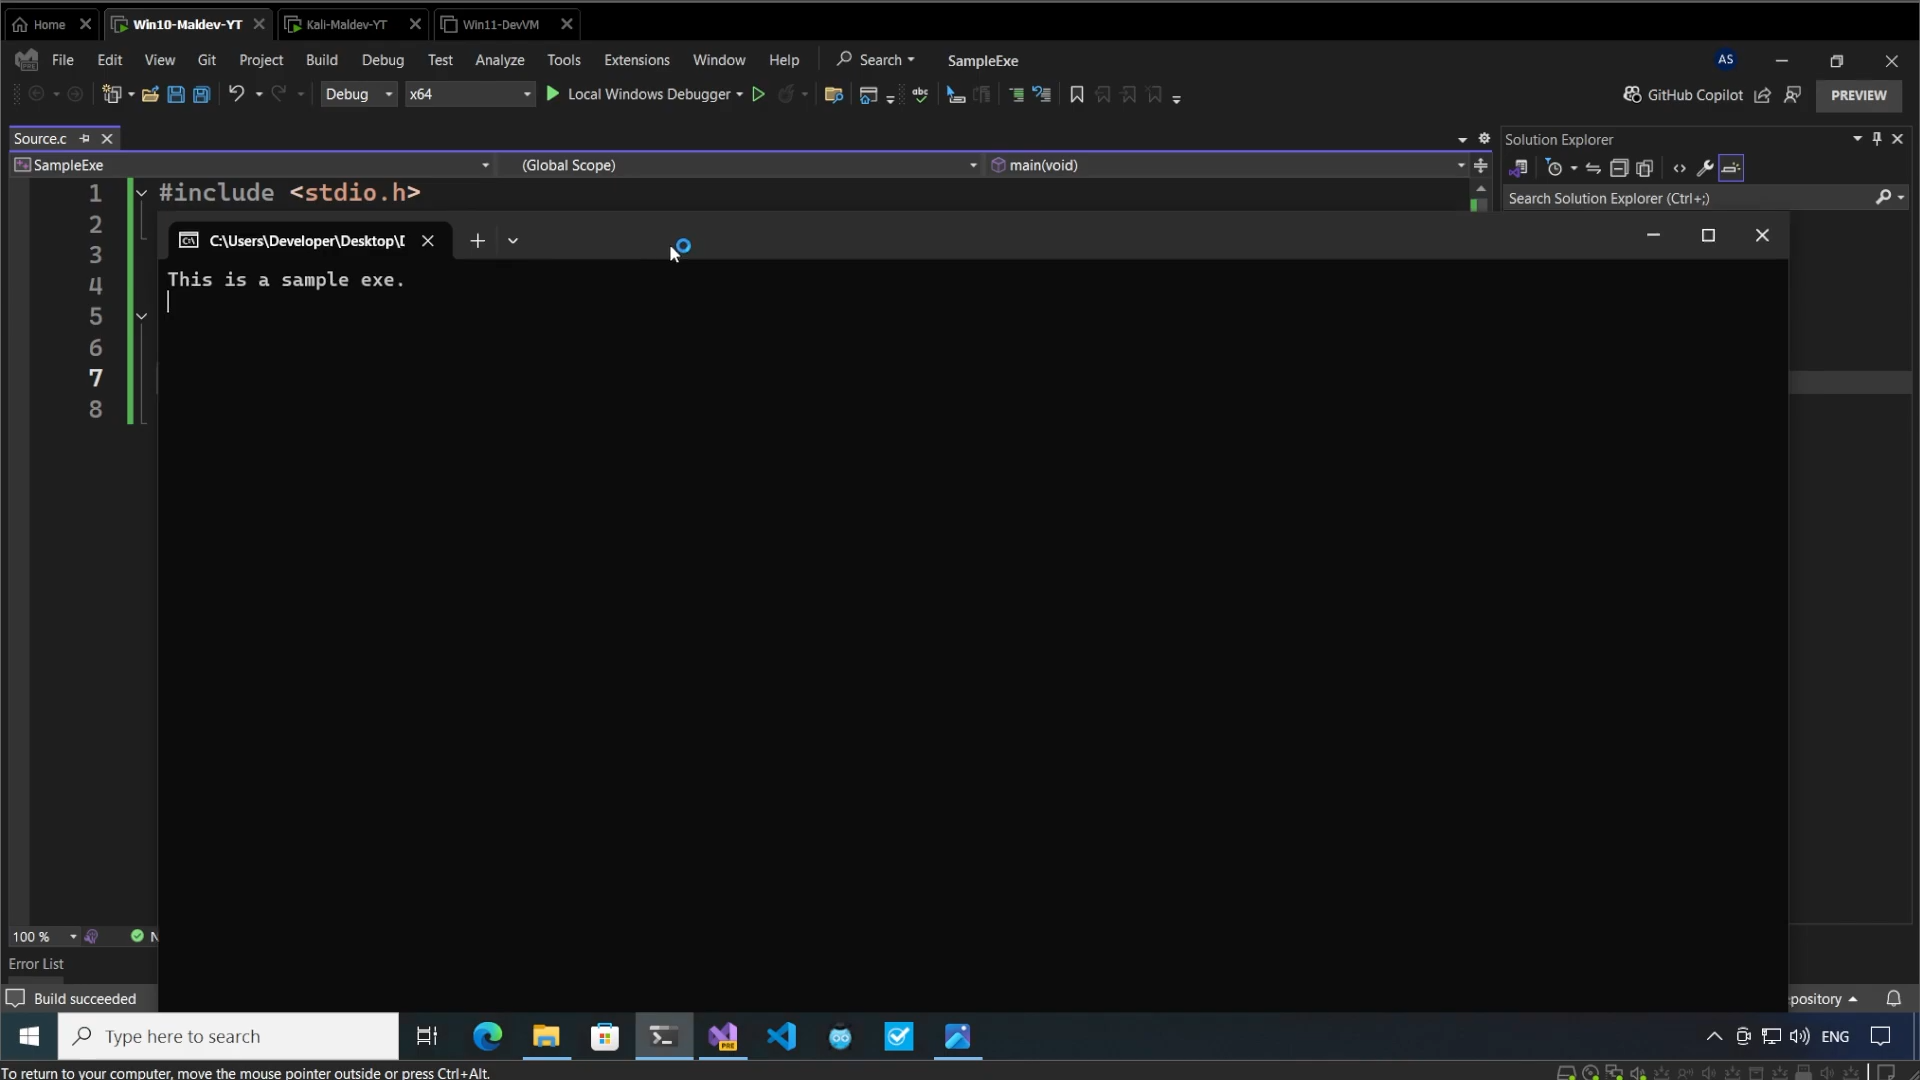 Home
Win10-Maldev-YT
Kali-Maldev-YT
Win11-DevVM
File Edit View Git Project Build Debug Test Analyze Tools Extensions Window Help Search SampleExe AS
Debug x64 Local Windows Debugger GitHub Copilot PREVIEW
Source.c
Solution Explorer
SampleExe (Global Scope) main(void)
Search Solution Explorer (Ctrl+;)
1 #include <stdio.h>
2
3
4
5
6
7
8
C:\Users\Developer\Desktop\
This is a sample exe.
100 % N
Error List
Build succeeded
pository
Type here to search
ENG
To return to your computer, move the mouse pointer outside or press Ctrl+Alt.